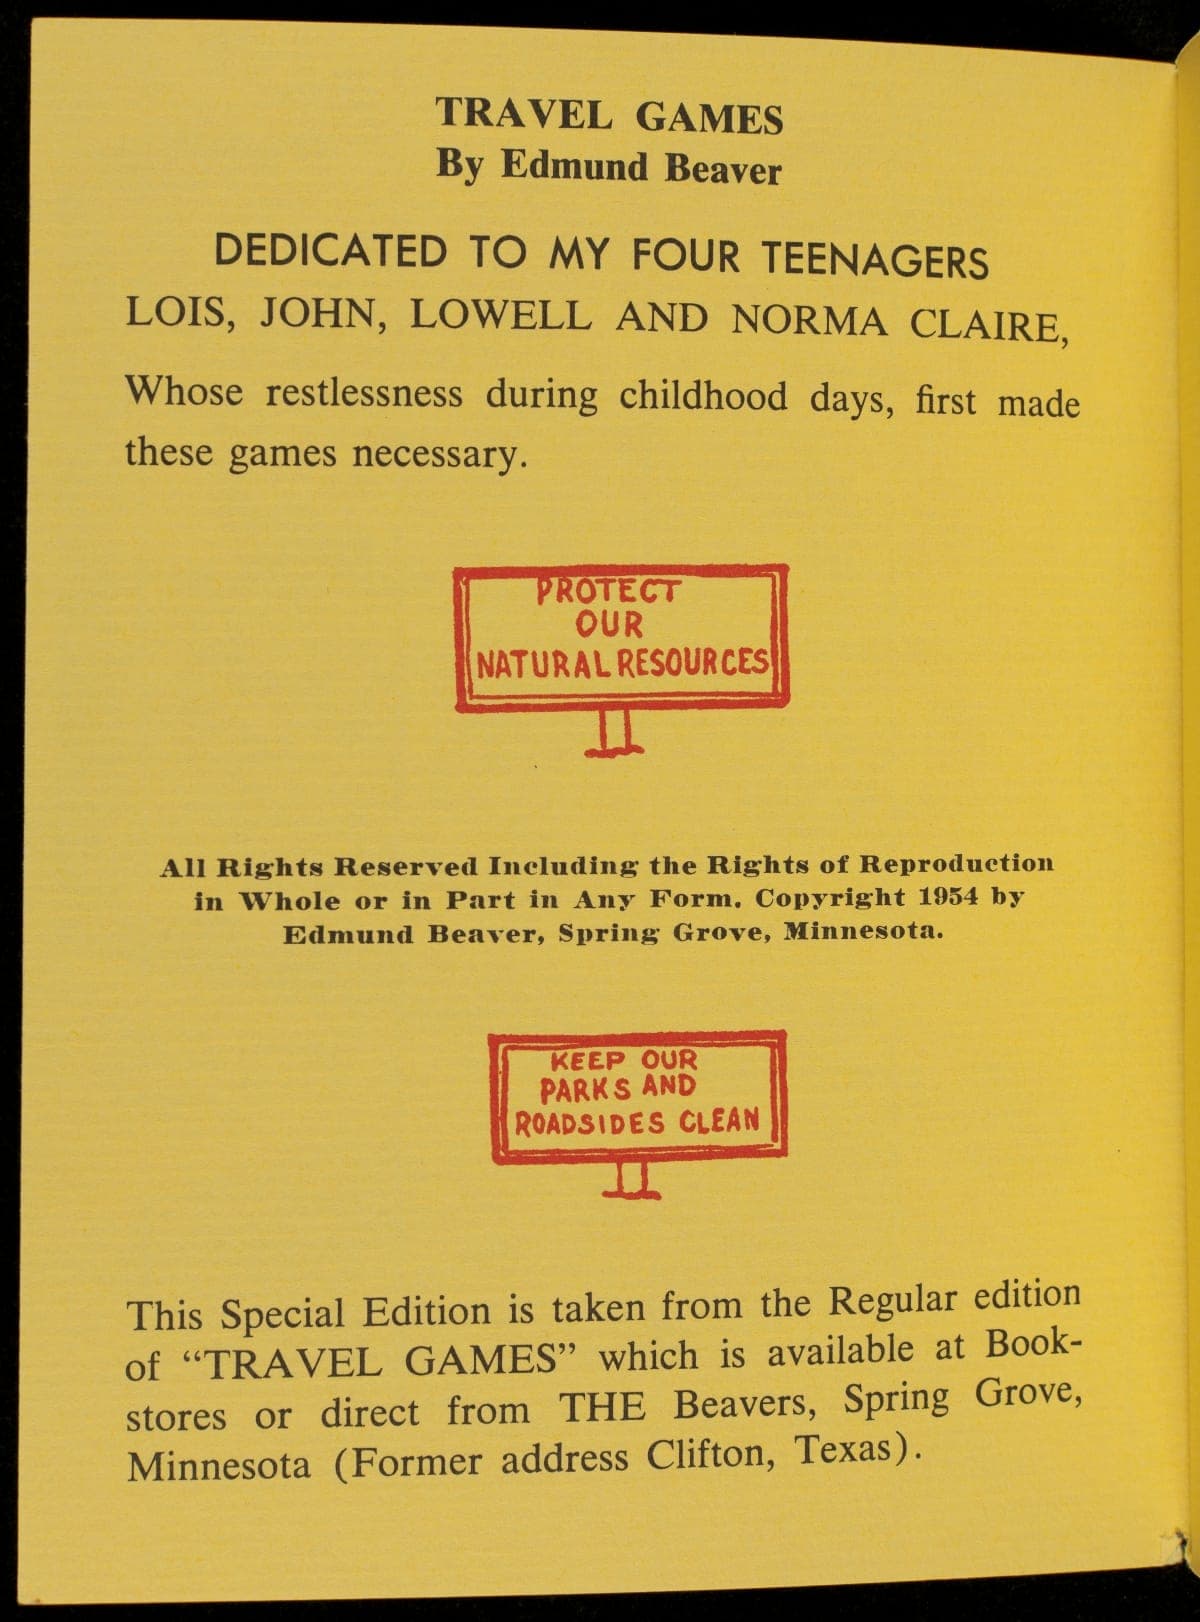 TRAVEL GAMES
By Edmund Beaver
DEDICATED TO MY FOUR TEENAGERS
LOIS, JOHN, LOWELL AND NORMA CLAIRE,
Whose restlessness during childhood days, first made
these games necessary.
PROTECT
OUR
NATURAL RESOURCES
All Rights Reserved Including the Rights of Reproduction
in Whole or in Part in Any Form. Copyright 1954 by
Edmund Beaver, Spring Grove, Minnesota.
KEEP OUR
PARKS AND
ROADSIDES CLEAN
This Special Edition is taken from the Regular edition
of “TRAVEL GAMES” which is available at Book-
stores or direct from THE Beavers, Spring Grove,
Minnesota (Former address Clifton, Texas).